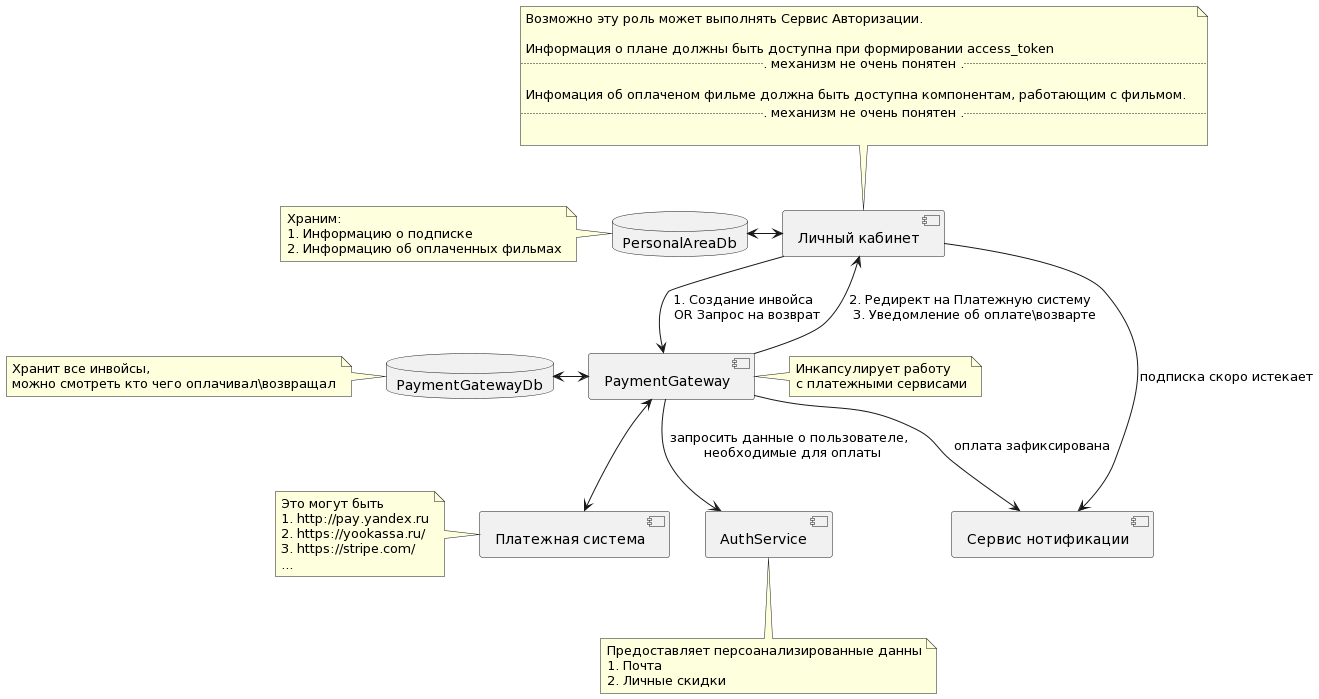 Возможно эту роль может выполнять Сервис Авторизации.
Информация о плане должны быть доступна при формировании access_token
. механизм не очень понятен .
Инфомация об оплаченом фильме должна быть доступна компонентам, работающим с фильмом.
. механизм не очень понятен .
Храним:
1. Информацию о подписке
2. Информацию об оплаченных фильмах
PersonalAreaDb
Личный кабинет
1. Создание инвойса
OR Запрос на возврат
2. Редирект на Платежную систему
3. Уведомление об оплате\возварте
подписка скоро истекает
Хранит все инвойсы,
можно смотреть кто чего оплачивал\возвращал
PaymentGatewayDb
PaymentGateway
Инкапсулирует работу
с платежными сервисами
запросить данные о пользователе,
необходимые для оплаты
оплата зафиксирована
Это могут быть
1. http://pay.yandex.ru
2. https://yookassa.ru/
3. https://stripe.com/
...
Платежная система
AuthService
Сервис нотификации
Предоставляет персоанализированные данны
1. Почта
2. Личные скидки